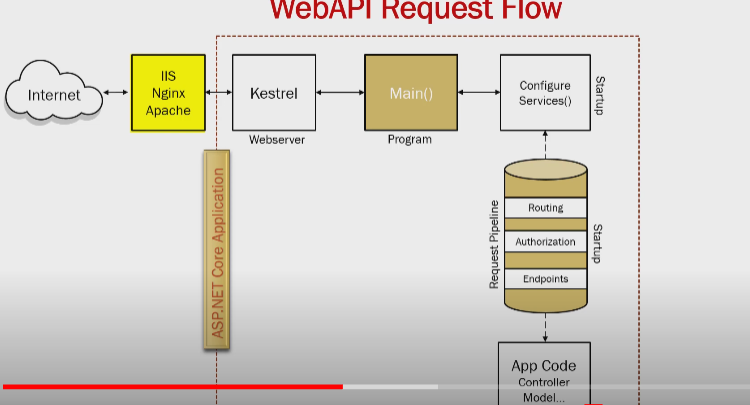 WebAPI Request Flow
Internet
IIS
Nginx
Apache
Kestrel
Webserver
Main()
Program
Configure
Services()
Startup
ASP.NET Core Application
Request Pipeline
Routing
Authorization
Endpoints
Startup
App Code
Controller
Model...